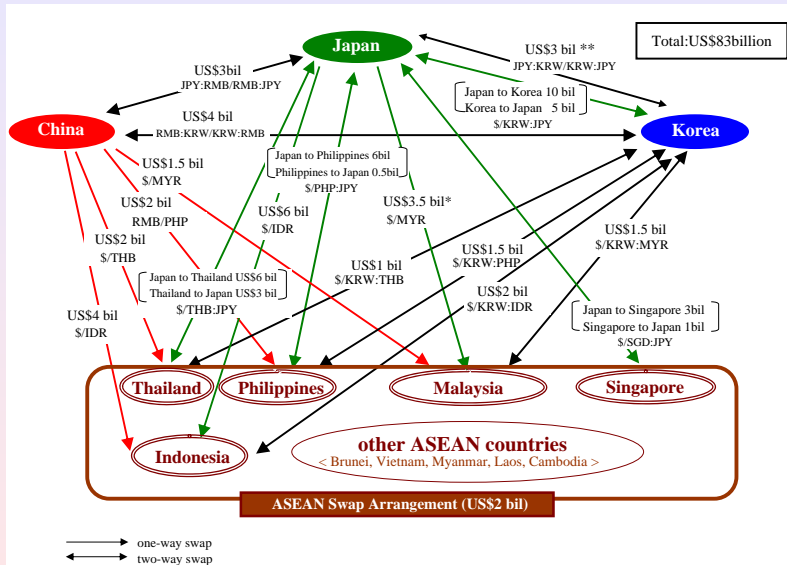 Japan
Total:US$83billion
US$3bil
JPY:RMB/RMB:JPY
US$3 bil **
JPY:KRW/KRW:JPY
Japan to Korea 10 bil
Korea to Japan 5 bil
$/KRW:JPY
China
US$4 bil
RMB:KRW/KRW:RMB
Korea
US$1.5 bil
$/MYR
Japan to Philippines 6bil
Philippines to Japan 0.5bil
$/PHP:JPY
US$2 bil
RMB/PHP
US$6 bil
$/IDR
US$3.5 bil*
$/MYR
US$2 bil
$/THB
US$1.5 bil
$/KRW:MYR
US$1.5 bil
$/KRW:PHP
US$1 bil
$/KRW:THB
Japan to Thailand US$6 bil
Thailand to Japan US$3 bil
$/THB:JPY
US$2 bil
$/KRW:IDR
US$4 bil
$/IDR
Japan to Singapore 3bil
Singapore to Japan 1bil
$/SGD:JPY
Thailand
Philippines
Malaysia
Singapore
Indonesia
other ASEAN countries
< Brunei, Vietnam, Myanmar, Laos, Cambodia >
ASEAN Swap Arrangement (US$2 bil)
one-way swap
two-way swap